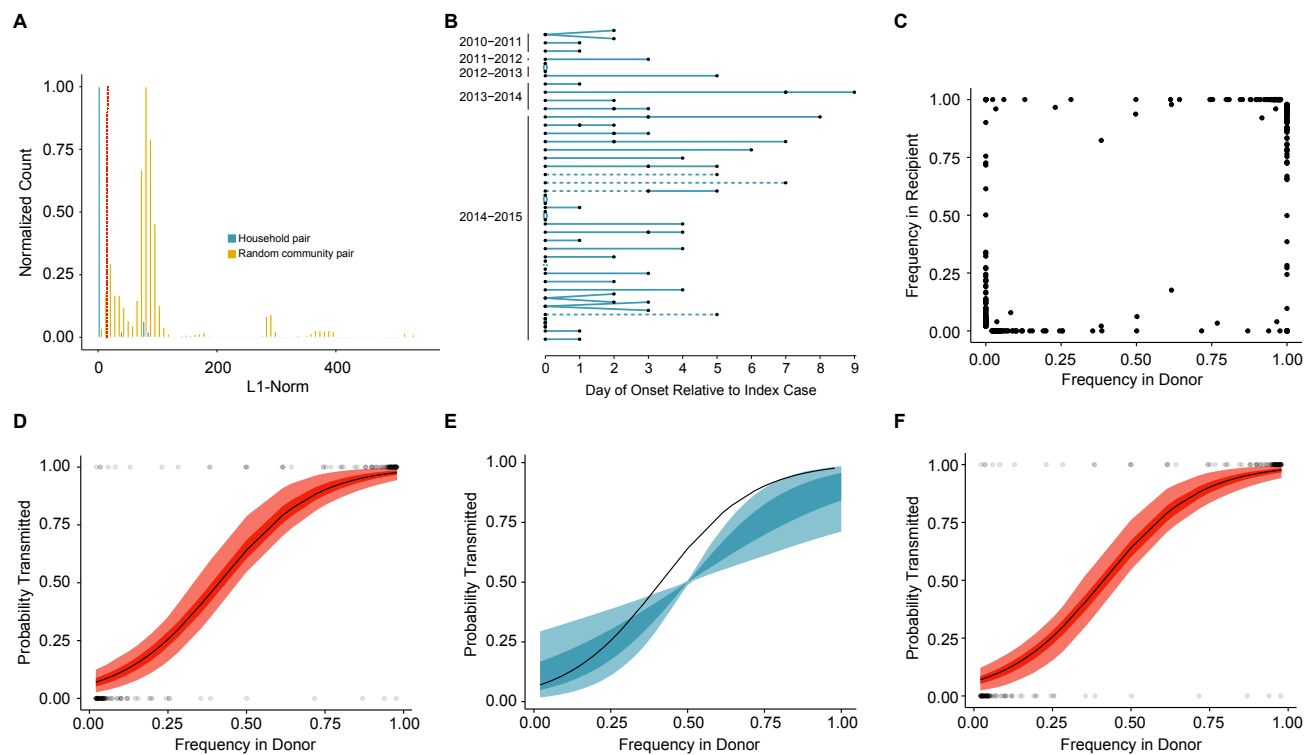 A
Normalized Count
1.00
0.75
0.50
0.25
0.00
Household pair
Random community pair
0 200 400
L1-Norm
B
2010−2011
2011−2012
2012−2013
2013−2014
2014−2015
0 1 2 3 4 5 6 7 8 9
Day of Onset Relative to Index Case
C
Frequency in Recipient
1.00
0.75
0.50
0.25
0.00
0.00 0.25 0.50 0.75 1.00
Frequency in Donor
D
Probability Transmitted
1.00
0.75
0.50
0.25
0.00
0.00 0.25 0.50 0.75 1.00
Frequency in Donor
E
Probability Transmitted
1.00
0.75
0.50
0.25
0.00
0.00 0.25 0.50 0.75 1.00
Frequency in Donor
F
Probability Transmitted
1.00
0.75
0.50
0.25
0.00
0.00 0.25 0.50 0.75 1.00
Frequency in Donor